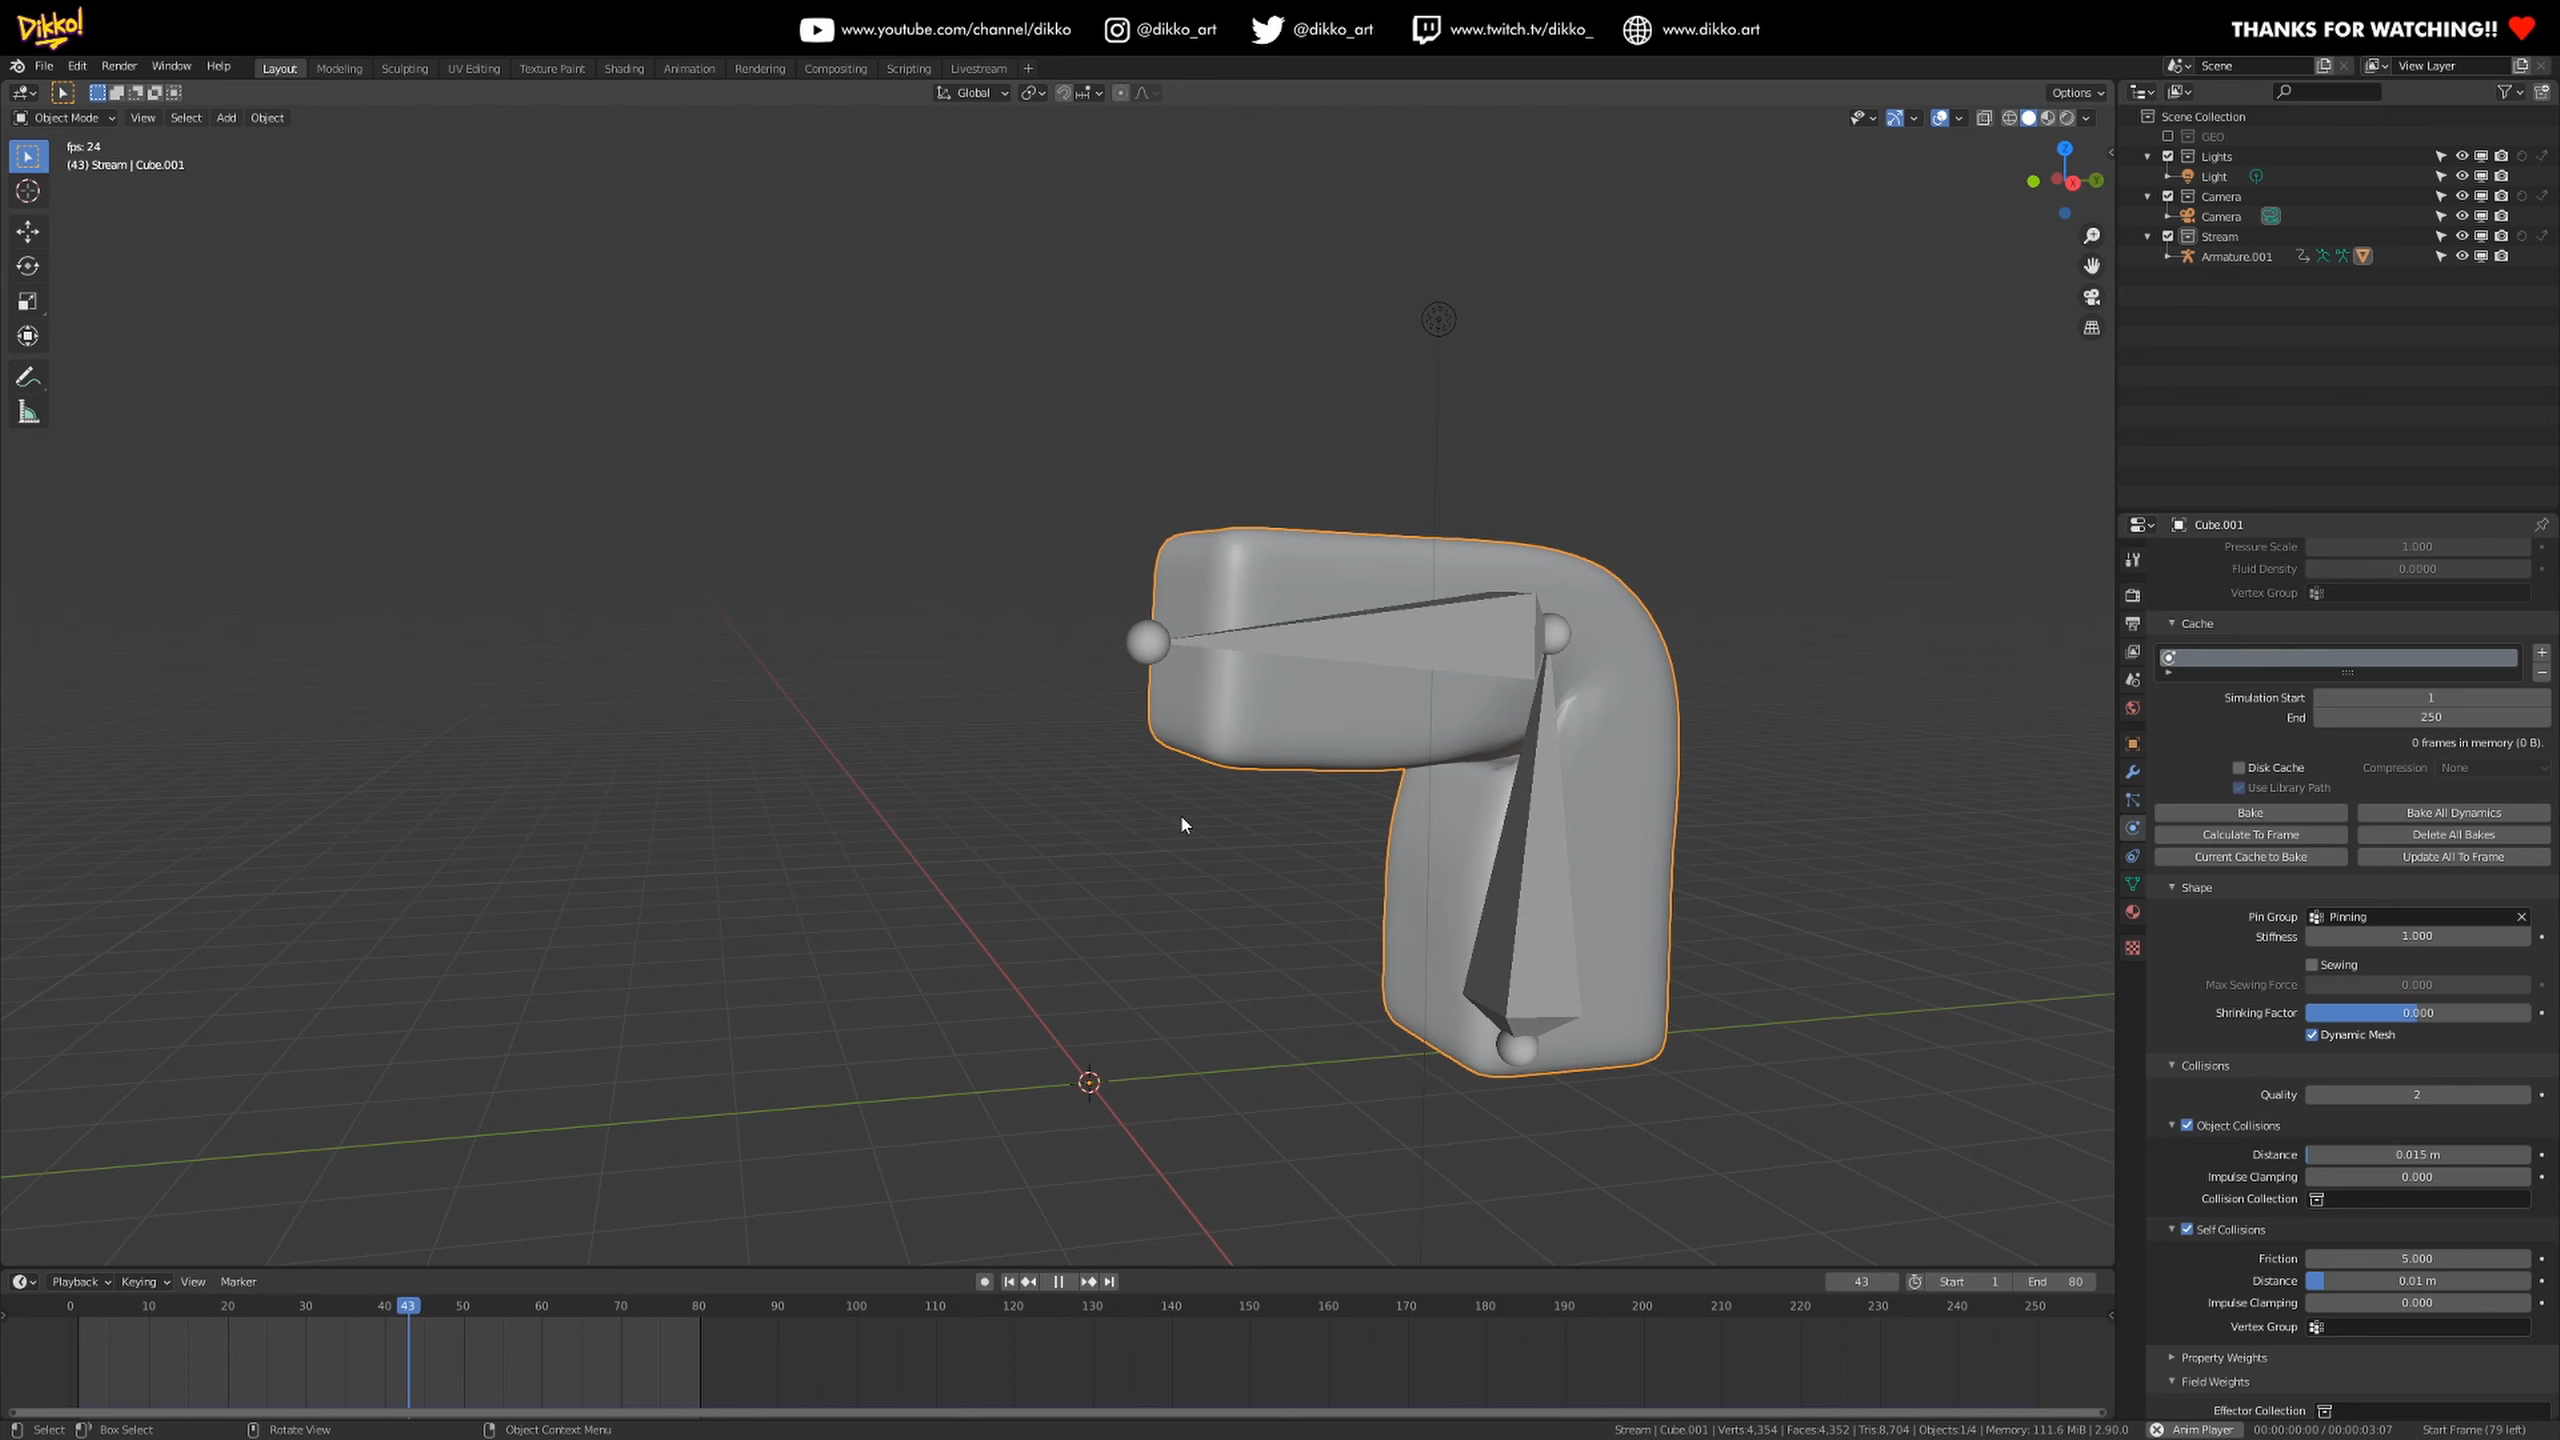 Dikko!
www.youtube.com/channel/dikko @dikko_art @dikko_art www.twitch.tv/dikko_ www.dikko.art
THANKS FOR WATCHING!!
File Edit Render Window Help Layout Modeling Sculpting UV Editing Texture Paint Shading Animation Rendering Compositing Scripting Livestream +
Scene View Layer
Global Options
Object Mode View Select Add Object
fps: 24
(43) Stream | Cube.001
Z
X
Y
Scene Collection
GEO
Lights
Light
Camera
Camera
Stream
Armature.001
Cube.001
Pressure Scale 1.000
Fluid Density 0.0000
Vertex Group
Cache
Simulation Start 1
End 250
0 frames in memory (0 B).
Disk Cache Compression None
Use Library Path
Bake Bake All Dynamics
Calculate To Frame Delete All Bakes
Current Cache to Bake Update All To Frame
Shape
Pin Group Pinning
Stiffness 1.000
Sewing
Max Sewing Force 0.000
Shrinking Factor 0.000
Dynamic Mesh
Collisions
Quality 2
Object Collisions
Distance 0.015 m
Impulse Clamping 0.000
Collision Collection
Self Collisions
Friction 5.000
Distance 0.01 m
Impulse Clamping 0.000
Vertex Group
Property Weights
Field Weights
Effector Collection
Playback Keying View Marker 43 Start 1 End 80
0 10 20 30 40 43 50 60 70 80 90 100 110 120 130 140 150 160 170 180 190 200 210 220 230 240 250
Select Box Select Rotate View Object Context Menu
Stream | Cube.001 | Verts:4,354 | Faces:4,352 | Tris:8,704 | Objects:1/4 | Memory: 111.6 MiB | 2.90.0 Anim Player 00:00:00:00 / 00:00:03:07 Start Frame (79 left)